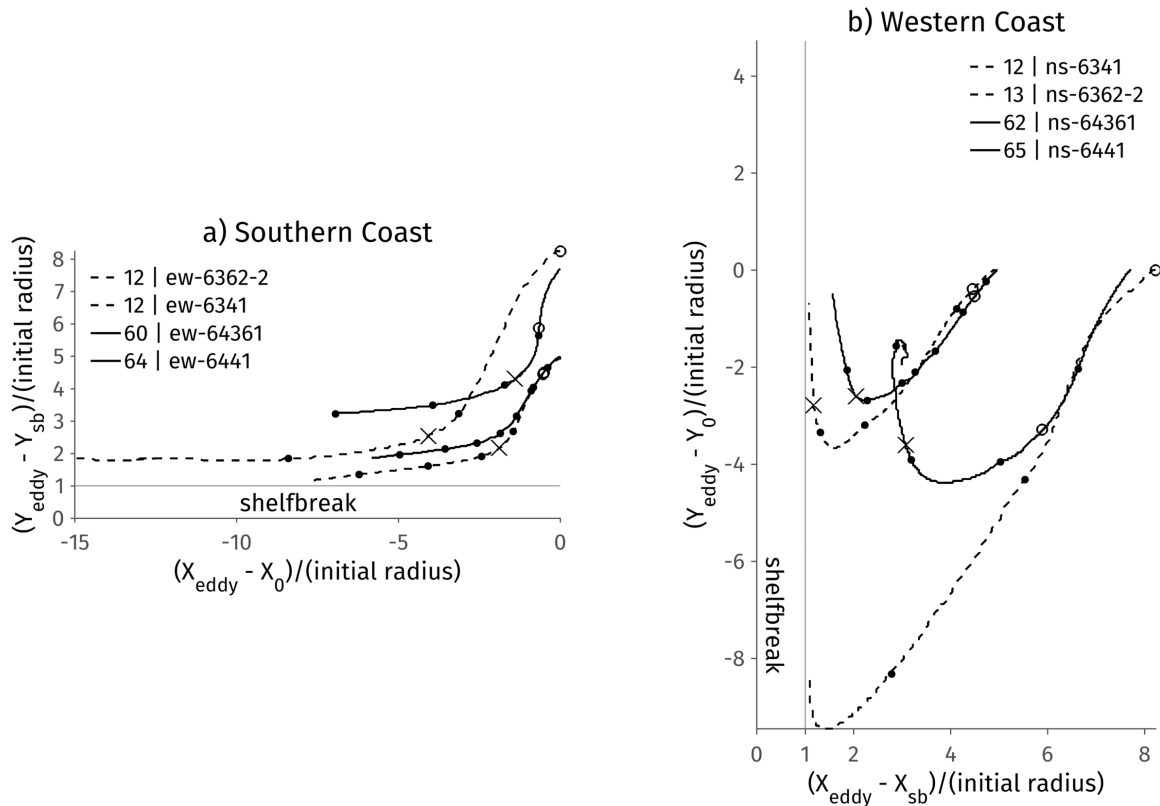 a) Southern Coast
(Y_eddy - Y_sb)/(initial radius)
8
7
6
5
4
3
2
1
0
12 | ew-6362-2
12 | ew-6341
60 | ew-64361
64 | ew-6441
shelfbreak
-15
-10
-5
0
(X_eddy - X_0)/(initial radius)
b) Western Coast
(Y_eddy - Y_0)/(initial radius)
4
2
0
-2
-4
-6
-8
12 | ns-6341
13 | ns-6362-2
62 | ns-64361
65 | ns-6441
shelfbreak
0
1
2
4
6
8
(X_eddy - X_sb)/(initial radius)